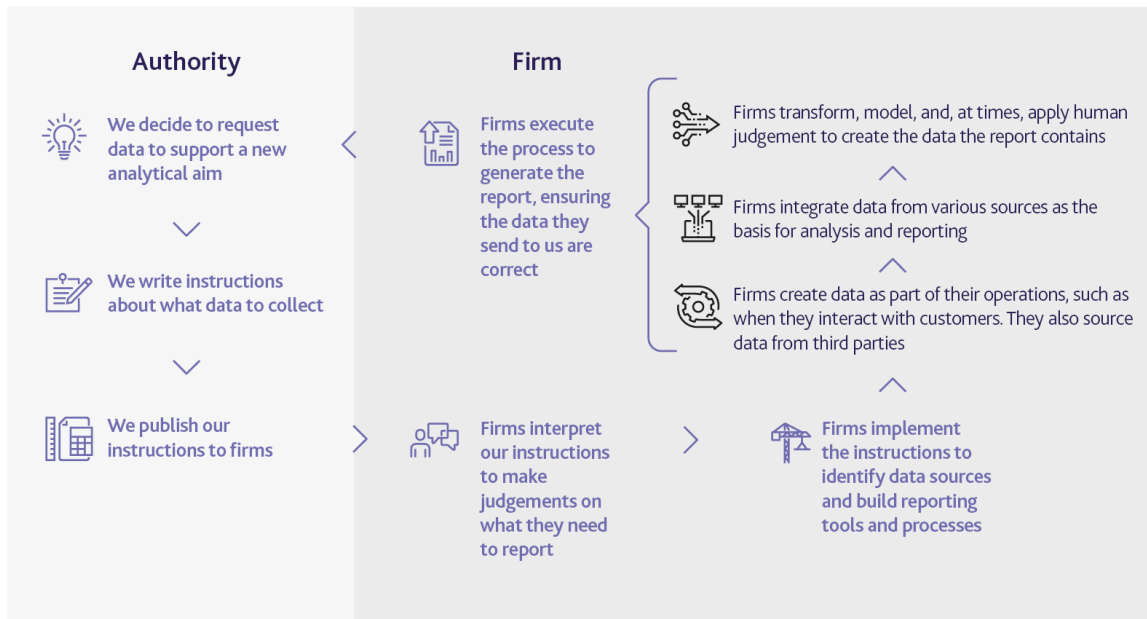 Authority
We decide to request
data to support a new
analytical aim
We write instructions
about what data to collect
We publish our
instructions to firms
Firm
Firms execute
the process to
generate the
report, ensuring
the data they
send to us are
correct
Firms transform, model, and, at times, apply human
judgement to create the data the report contains
Firms integrate data from various sources as the
basis for analysis and reporting
Firms create data as part of their operations, such as
when they interact with customers. They also source
data from third parties
Firms interpret
our instructions
to make
judgements on
what they need
to report
Firms implement
the instructions to
identify data sources
and build reporting
tools and processes